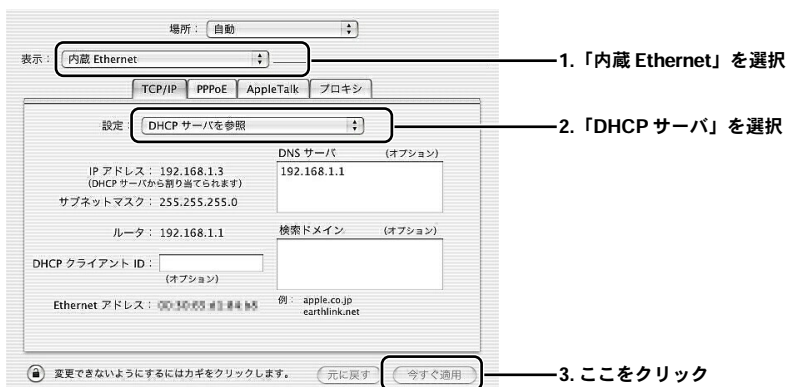 場所： 自動
表示： 内蔵 Ethernet
1.「内蔵 Ethernet」を選択
TCP/IP PPPoE AppleTalk プロキシ
設定： DHCP サーバを参照
2.「DHCP サーバ」を選択
DNS サーバ （オプション）
IP アドレス： 192.168.1.3
192.168.1.1
（DHCP サーバから割り当てられます）
サブネットマスク： 255.255.255.0
ルータ： 192.168.1.1
検索ドメイン （オプション）
DHCP クライアント ID：
（オプション）
Ethernet アドレス：
例： apple.co.jp
earthlink.net
変更できないようにするにはカギをクリックします。
元に戻す 今すぐ適用
3. ここをクリック